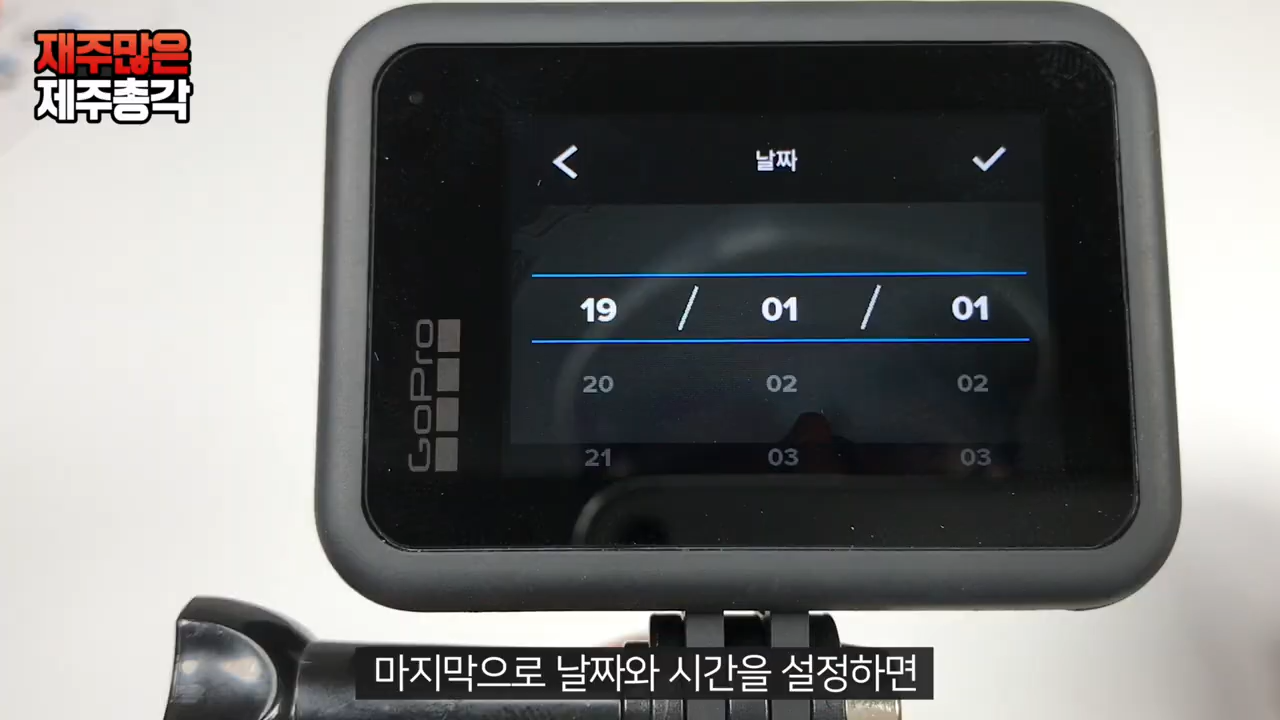 재주많은
제주총각
날짜
19 / 01 / 01
20 02 02
21 03 03
GoPro
마지막으로 날짜와 시간을 설정하면